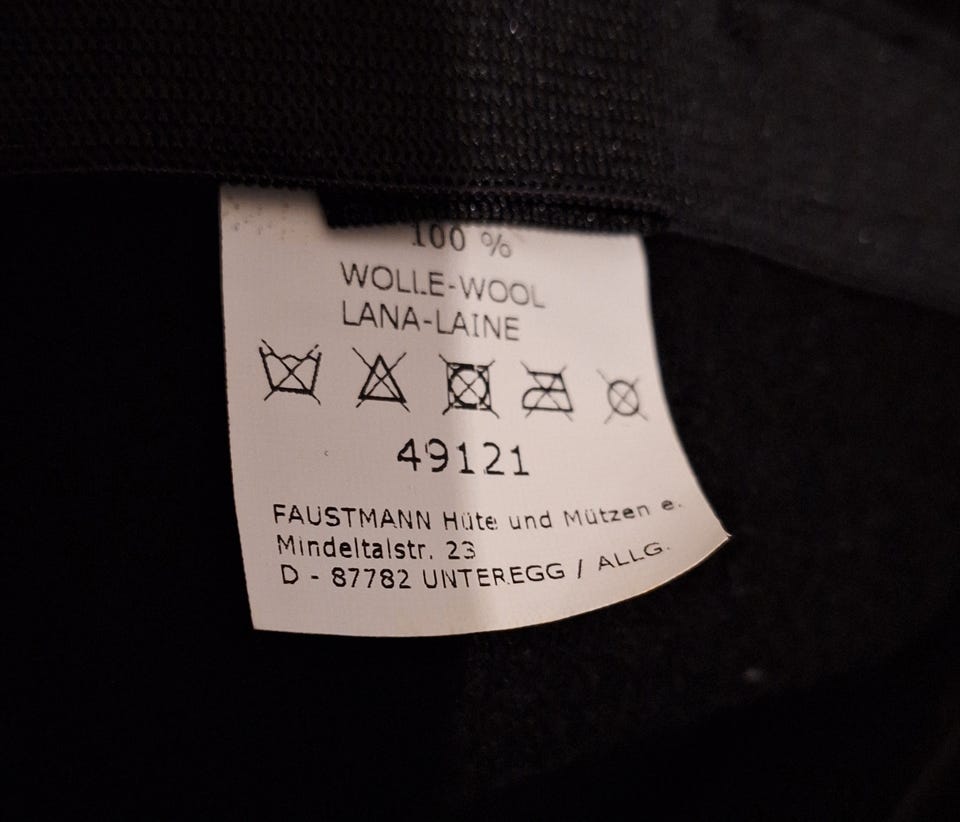 100 %
WOLLE-WOOL
LANA-LAINE
49121
FAUSTMANN Hüte und Mützen e.
Mindeltalstr. 23
D - 87782 UNTEREGG / ALLG.